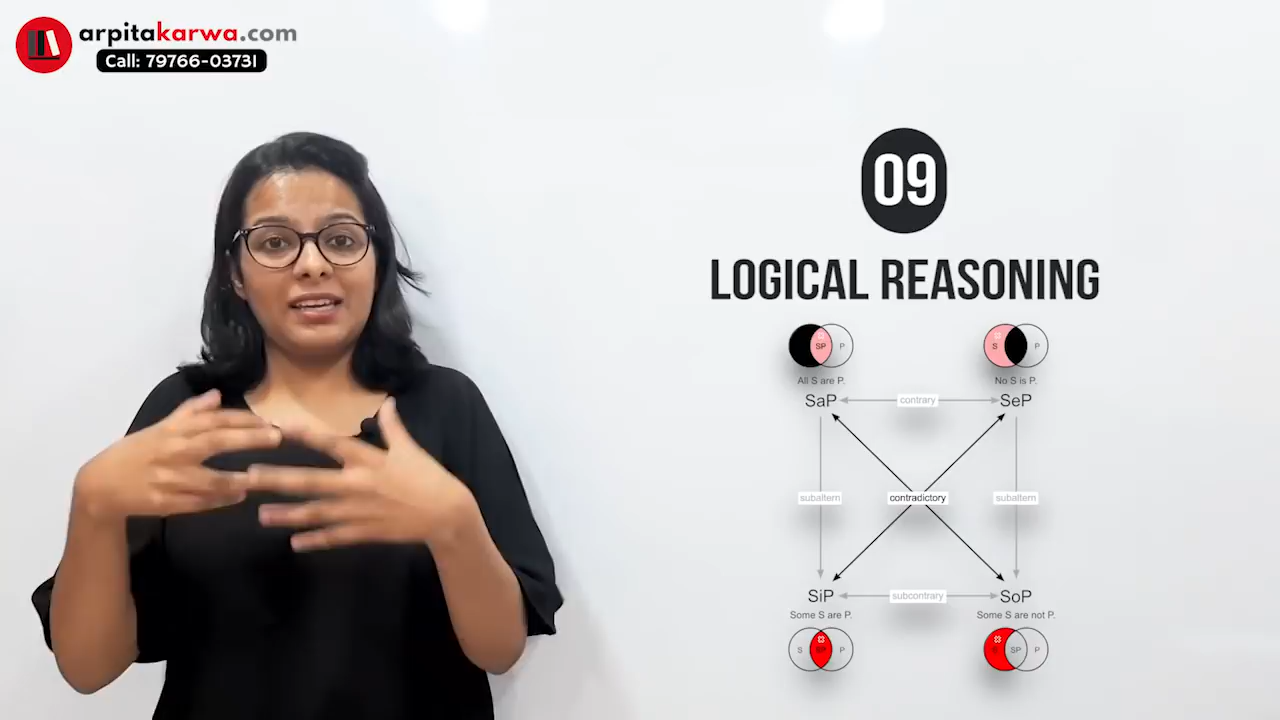 arpitakarwa.com
Call: 79766-03731
09
LOGICAL REASONING
SP P
S P
All S are P.
No S is P.
SaP contrary SeP
subaltern contradictory subaltern
SiP subcontrary SoP
Some S are P.
Some S are not P.
S SP P
S SP P